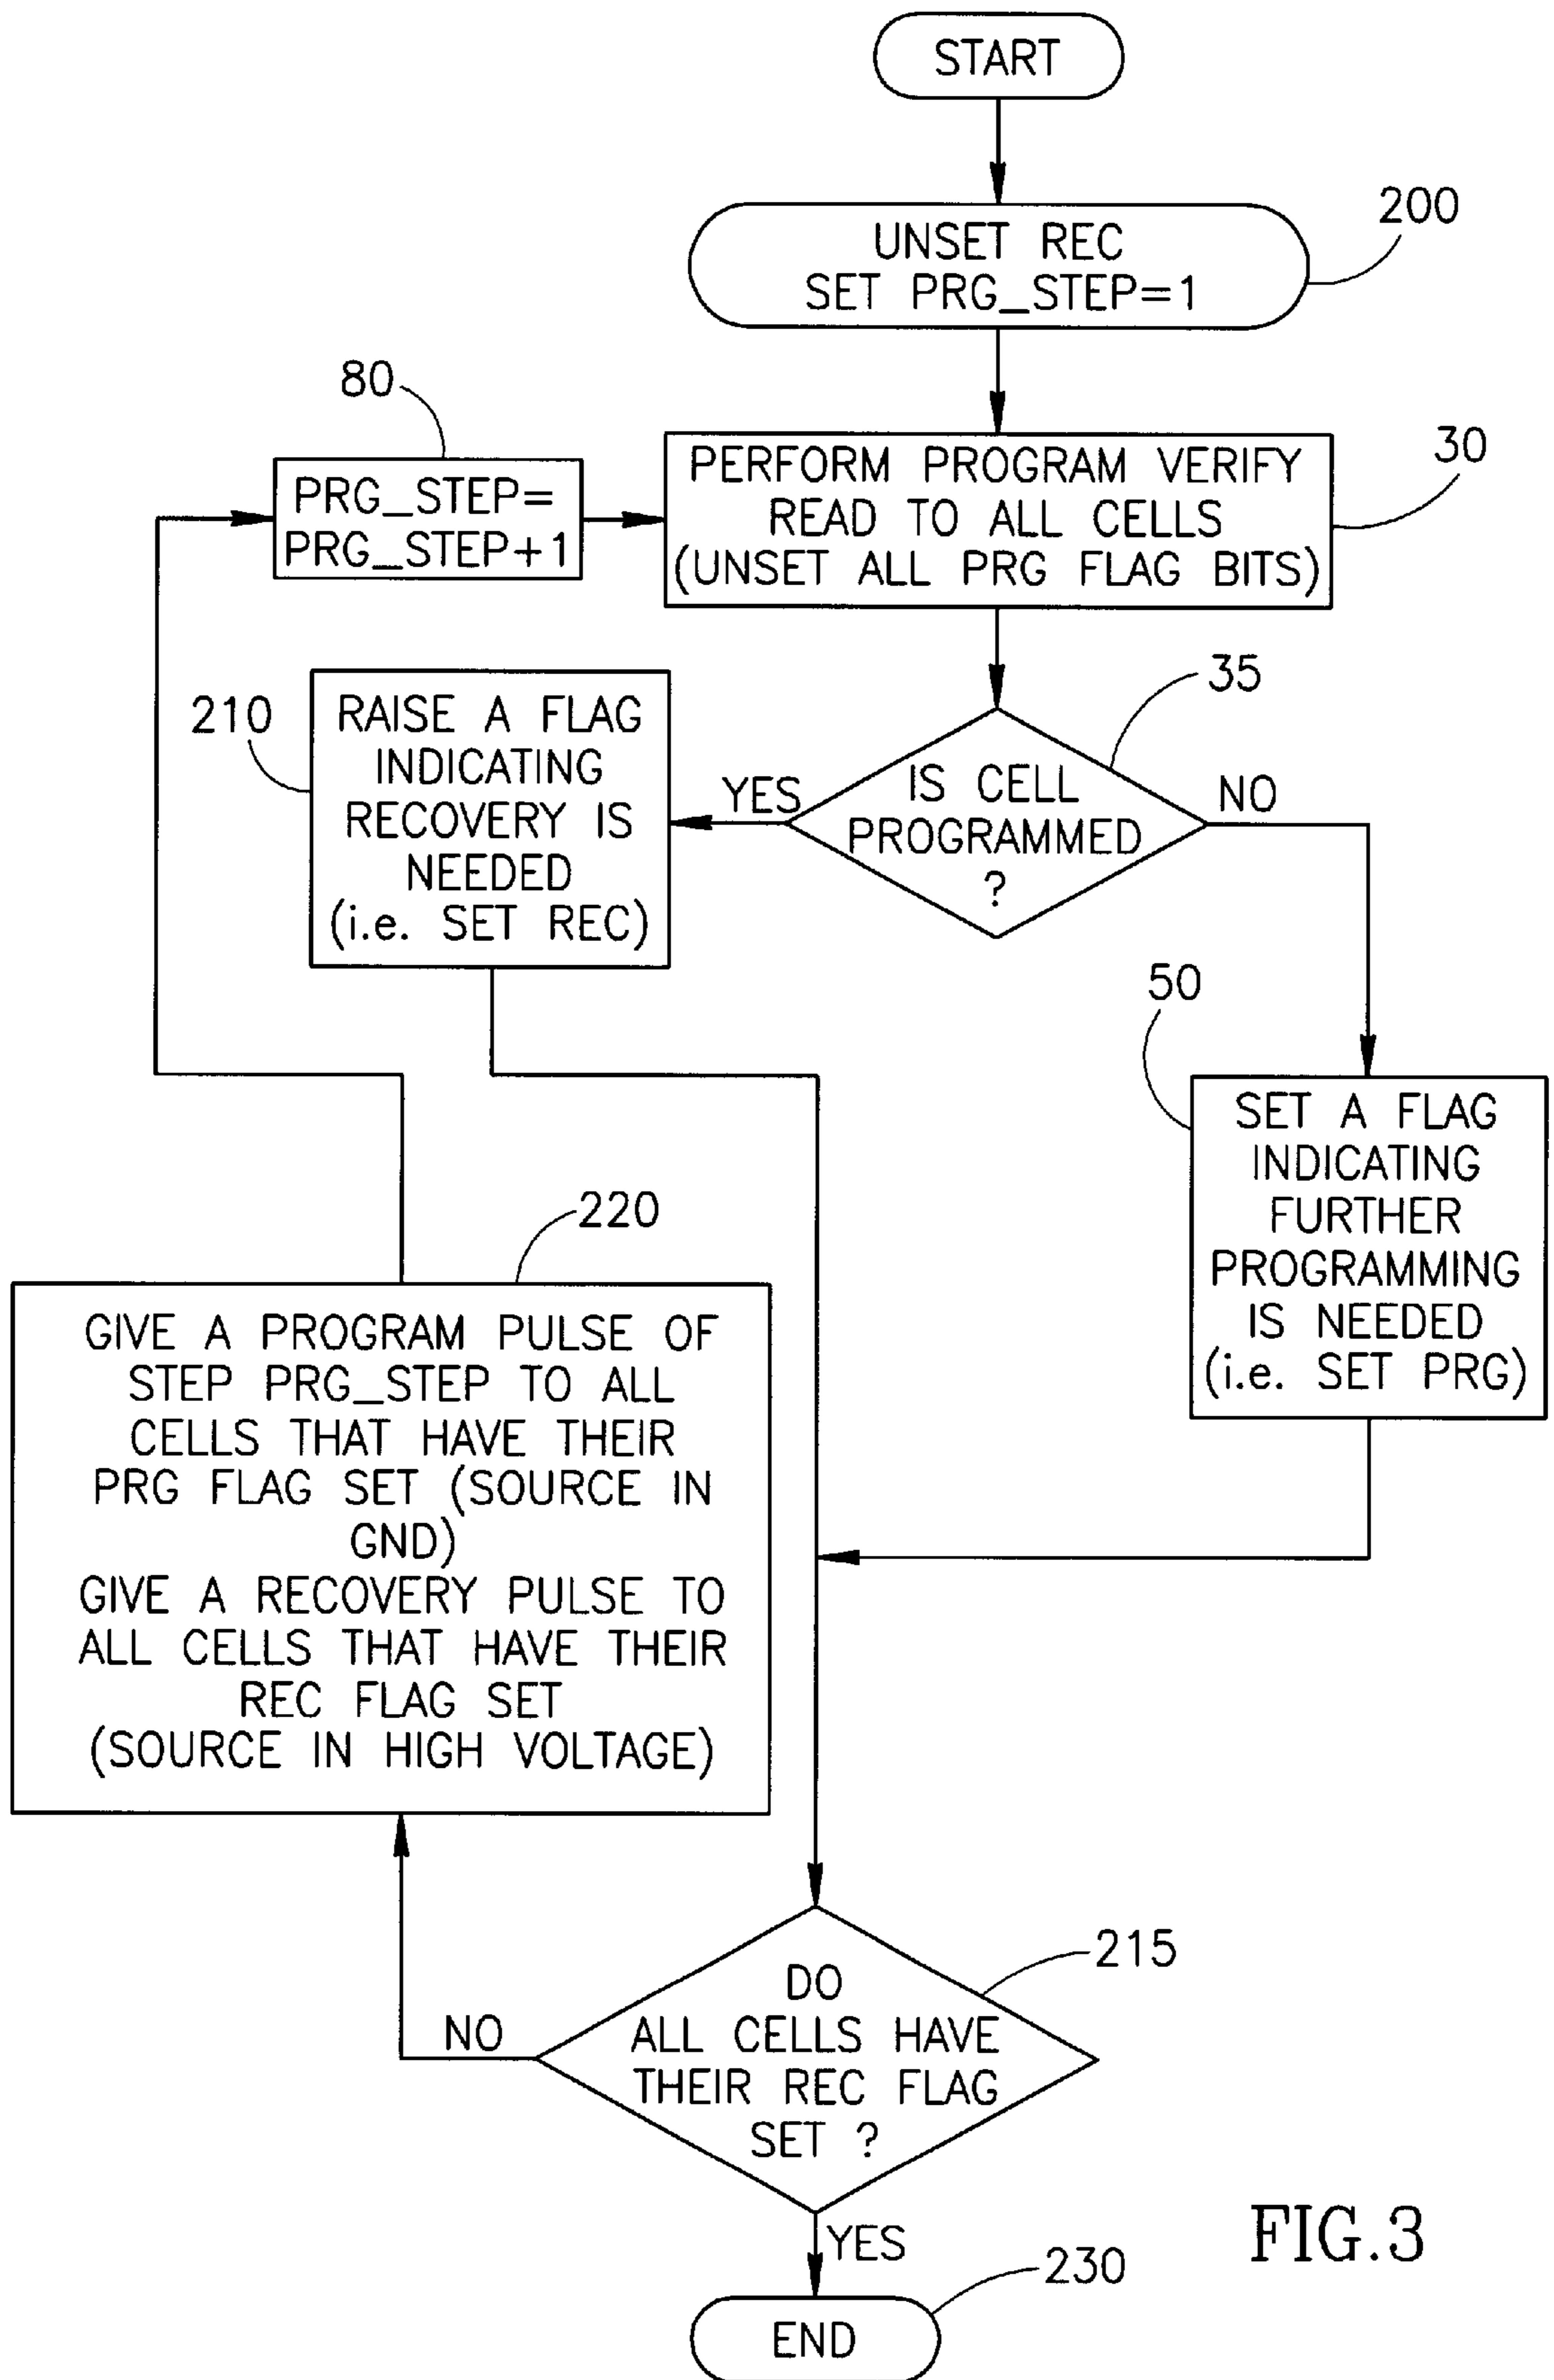 START
200
UNSET REC
SET PRG_STEP=1
80
PRG_STEP=
PRG_STEP+1
30
PERFORM PROGRAM VERIFY
READ TO ALL CELLS
(UNSET ALL PRG FLAG BITS)
35
210
RAISE A FLAG
INDICATING
RECOVERY IS
NEEDED
(i.e. SET REC)
YES
IS CELL
PROGRAMMED
?
NO
50
SET A FLAG
INDICATING
FURTHER
PROGRAMMING
IS NEEDED
(i.e. SET PRG)
220
GIVE A PROGRAM PULSE OF
STEP PRG_STEP TO ALL
CELLS THAT HAVE THEIR
PRG FLAG SET (SOURCE IN
GND)
GIVE A RECOVERY PULSE TO
ALL CELLS THAT HAVE THEIR
REC FLAG SET
(SOURCE IN HIGH VOLTAGE)
215
NO
DO
ALL CELLS HAVE
THEIR REC FLAG
SET ?
YES
230
END
FIG.3